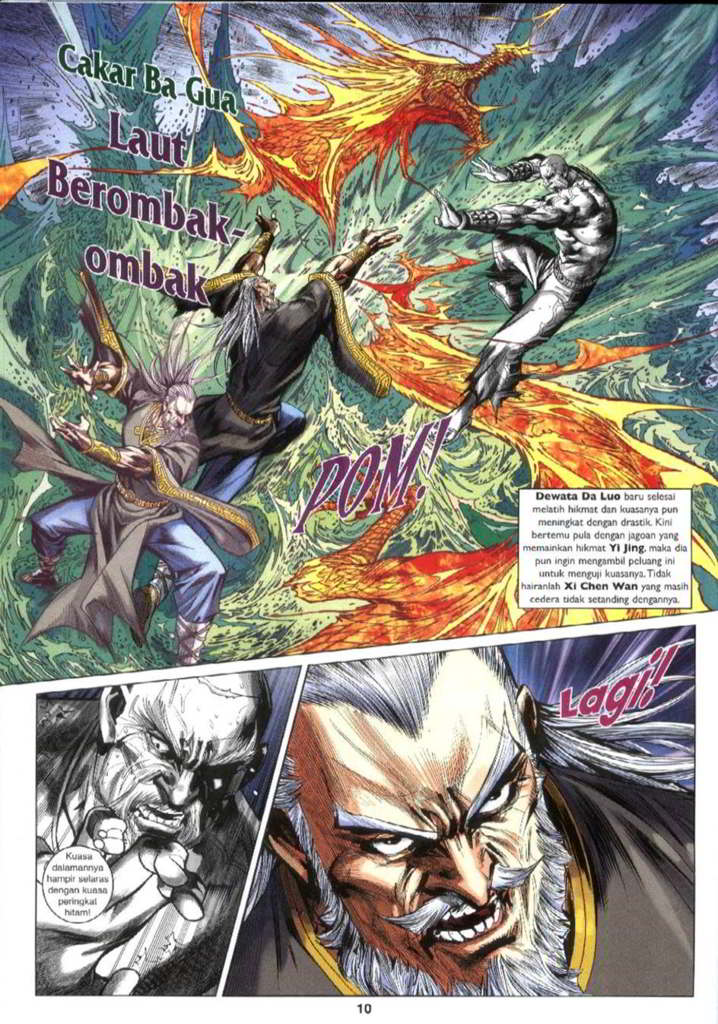 Cakar Ba Gua
Laut
Berombak-
ombak
POM!
Dewata Da Luo baru selesai
melatih hikmat dan kuasanya pun
meningkat dengan drastik. Kini
bertemu pula dengan jagoan yang
memainkan hikmat Yi Jing, maka dia
pun ingin mengambil peluang ini
untuk menguji kuasanya. Tidak
hairanlah Xi Chen Wan yang masih
cedera tidak setanding dengannya.
Lagi!
Kuasa
dalamannya
hampir selaras
dengan kuasa
peringkat
hitam!
10